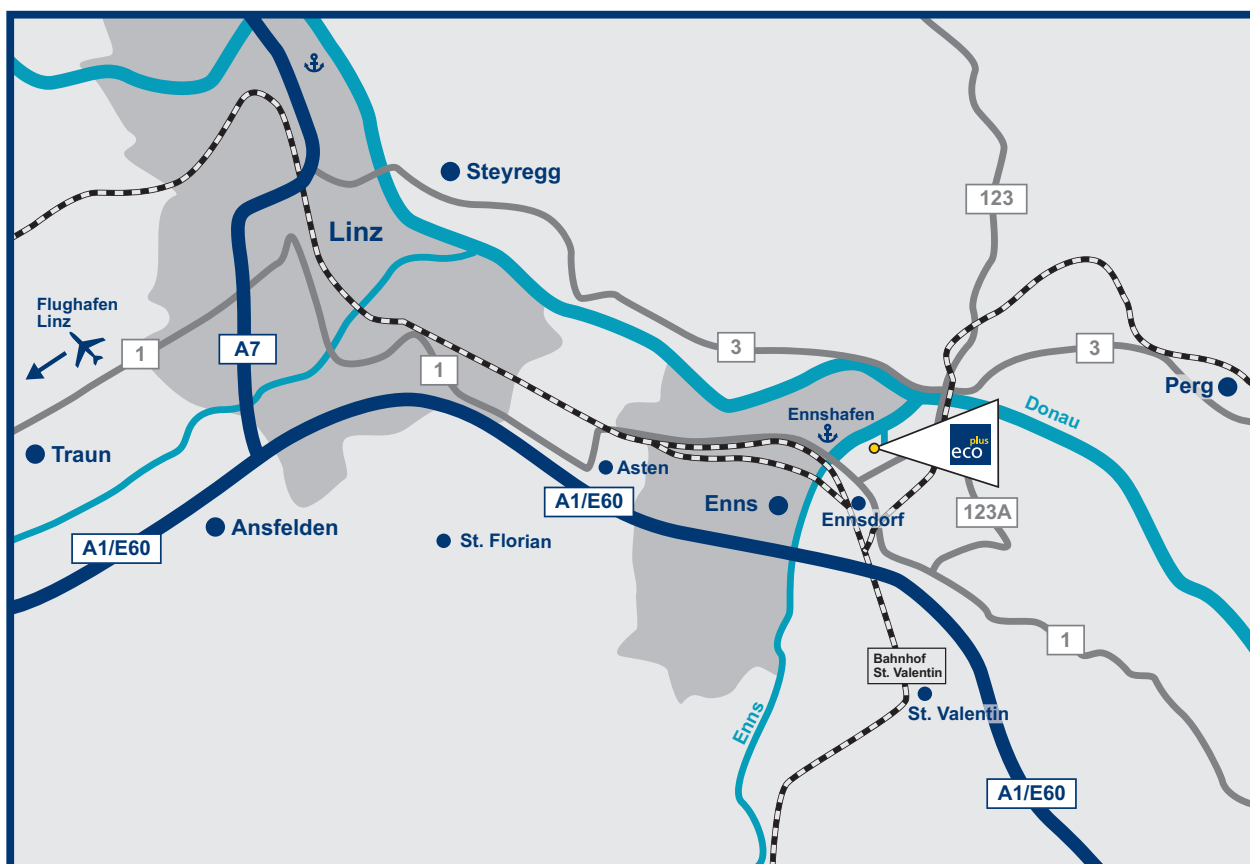 Steyregg
123
Linz
Flughafen
Linz
1
A7
3
3
1
Perg
Donau
Ennshafen
plus
eco
Traun
Asten
A1/E60
Enns
Ennsdorf
123A
Ansfelden
A1/E60
St. Florian
1
Bahnhof
St. Valentin
St. Valentin
Enns
A1/E60